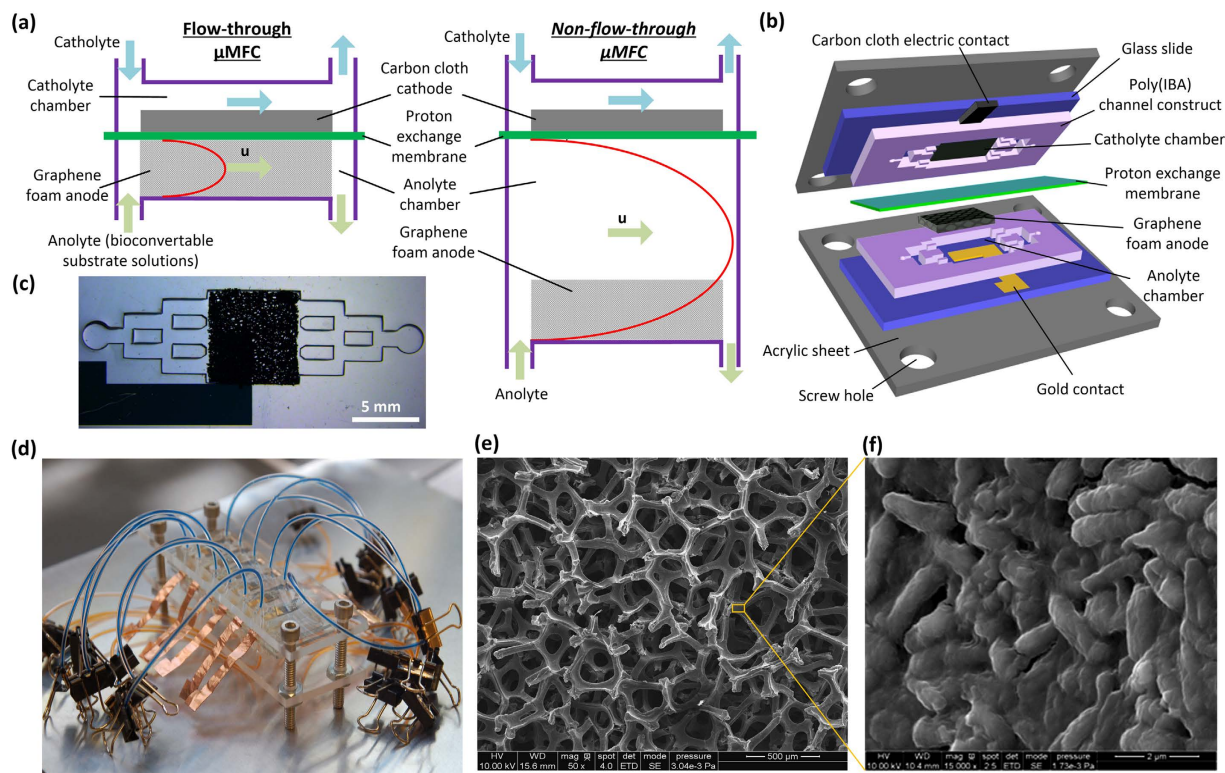 (a)
Flow-through
μMFC
Non-flow-through
μMFC
Catholyte
Catholyte
Catholyte
chamber
Carbon cloth
cathode
Proton
exchange
membrane
u
Graphene
foam anode
Anolyte
chamber
u
Graphene
foam anode
Anolyte (bioconvertable
substrate solutions)
Anolyte
(b)
Carbon cloth electric contact
Glass slide
Poly(IBA)
channel construct
Catholyte chamber
Proton exchange
membrane
Graphene
foam anode
Anolyte
chamber
Acrylic sheet
Screw hole
Gold contact
(c)
5 mm
(d)
(e)
HV WD mag spot det mode pressure
10.00 kV 15.6 mm 50 x 4.0 ETD SE 3.04e-3 Pa
500 μm
(f)
HV WD mag spot det mode pressure
10.00 kV 10.4 mm 15 000 x 2.5 ETD SE 1.73e-3 Pa
2 μm